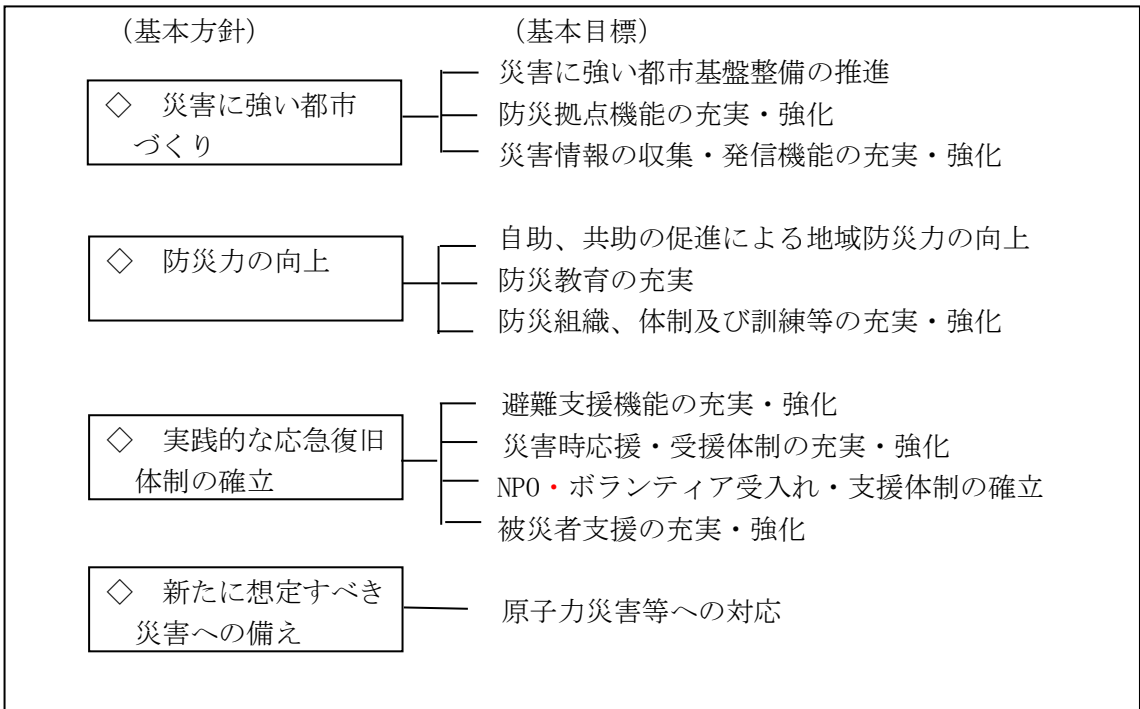 (基本方針) (基本目標)
◇ 災害に強い都市
づくり
災害に強い都市基盤整備の推進
防災拠点機能の充実・強化
災害情報の収集・発信機能の充実・強化
◇ 防災力の向上
自助、共助の促進による地域防災力の向上
防災教育の充実
防災組織、体制及び訓練等の充実・強化
◇ 実践的な応急復旧
体制の確立
避難支援機能の充実・強化
災害時応援・受援体制の充実・強化
NPO・ボランティア受入れ・支援体制の確立
被災者支援の充実・強化
◇ 新たに想定すべき
災害への備え
原子力災害等への対応